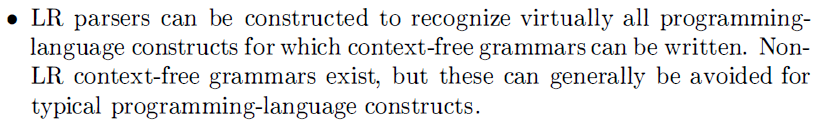 • LR parsers can be constructed to recognize virtually all programming-
language constructs for which context-free grammars can be written. Non-
LR context-free grammars exist, but these can generally be avoided for
typical programming-language constructs.